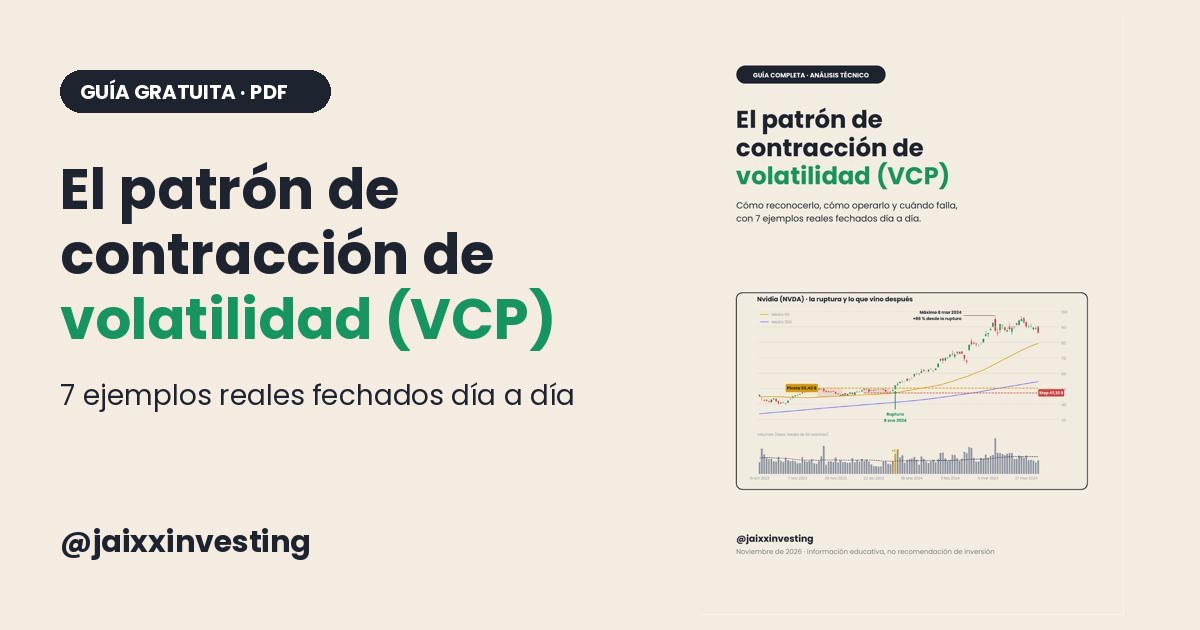 GUÍA GRATUITA · PDF
El patrón de
contracción de
volatilidad (VCP)
7 ejemplos reales fechados día a día
@jaixxinvesting
GUÍA COMPLETA · ANÁLISIS TÉCNICO
El patrón de
contracción de
volatilidad (VCP)
Cómo reconocerlo, cómo operarlo y cuándo falla,
con 7 ejemplos reales fechados día a día.
Nvidia (NVDA) · la ruptura y lo que vino después
Máximo 8 mar 2024
Ruptura
8 ene 2024
@jaixxinvesting
Noviembre de 2026 · Información educativa, no recomendación de inversión